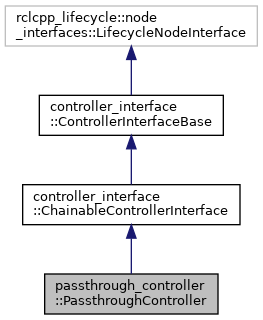 rclcpp_lifecycle::node
_interfaces::LifecycleNodeInterface
controller_interface
::ControllerInterfaceBase
controller_interface
::ChainableControllerInterface
passthrough_controller
::PassthroughController